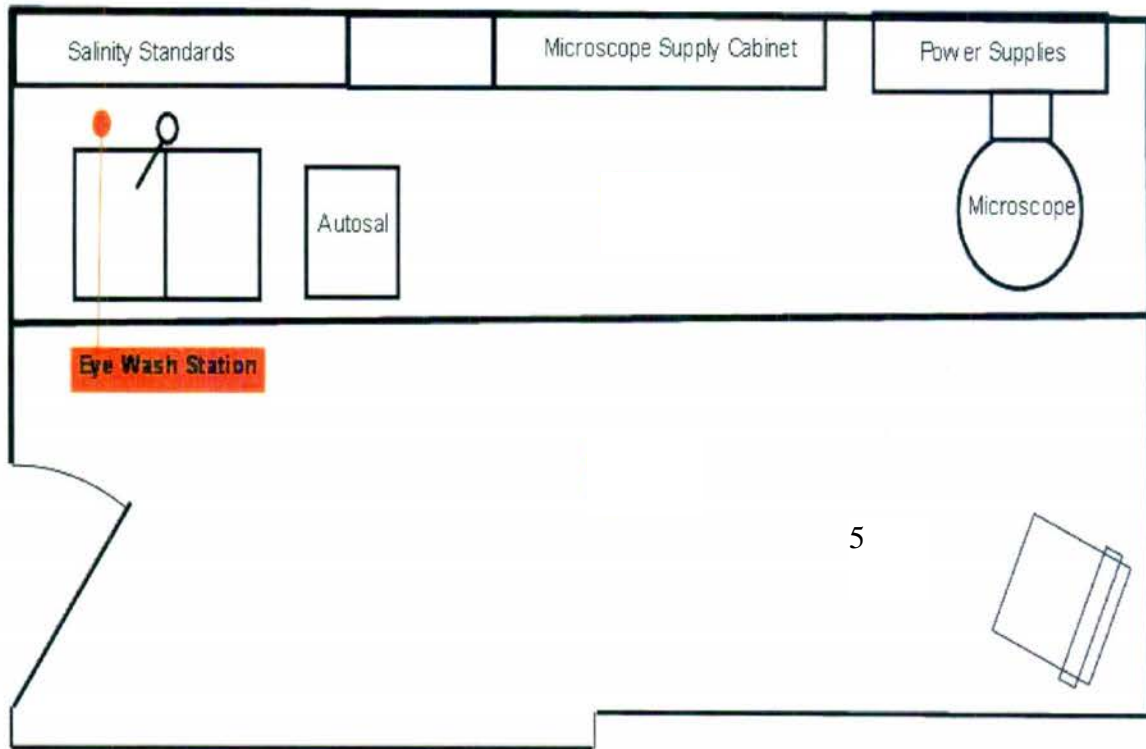 Salinity Standards
Microscope Supply Cabinet
Power Supplies
Autosal
Microscope
Eye Wash Station
5